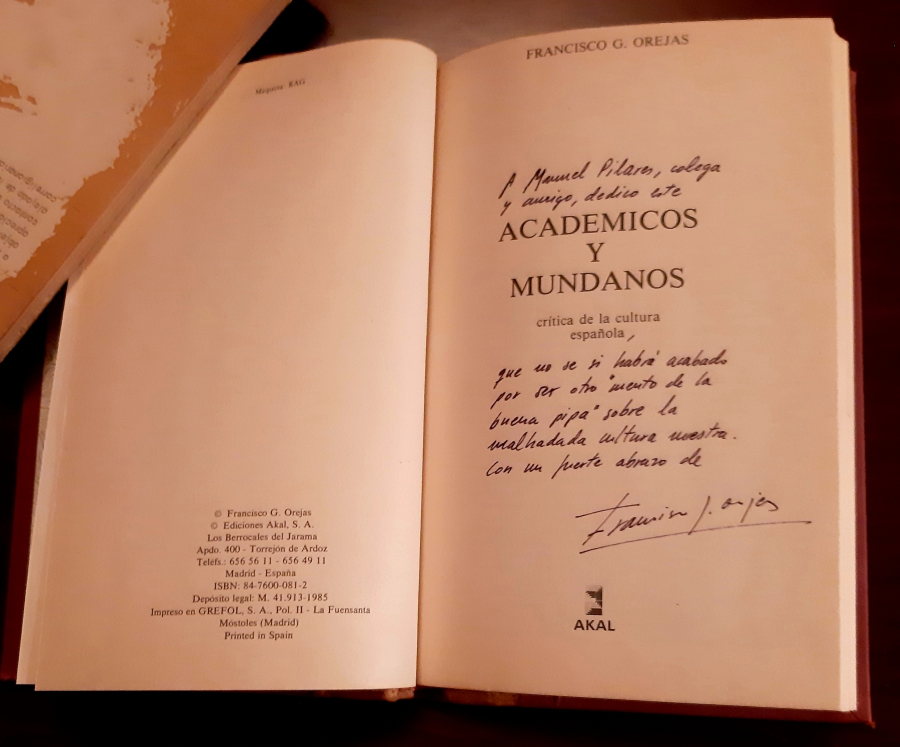 Maqueta: RAG
© Francisco G. Orejas
© Ediciones Akal, S. A.
Los Berrocales del Jarama
Apdo. 400 - Torrejón de Ardoz
Teléfs.: 656 56 11 - 656 49 11
Madrid - España
ISBN: 84-7600-081-2
Depósito legal: M. 41.913-1985
Impreso en GREFOL, S. A., Pol. II - La Fuensanta
Móstoles (Madrid)
Printed in Spain
FRANCISCO G. OREJAS
A Manuel Pilares, colega
y amigo, dedico este
ACADEMICOS
Y
MUNDANOS
crítica de la cultura
española,
que no se si habrá acabado
por ser otro "cuento de la
buena pipa" sobre la
malhadada cultura nuestra.
Con un fuerte abrazo de
Francisco G. Orejas
AKAL